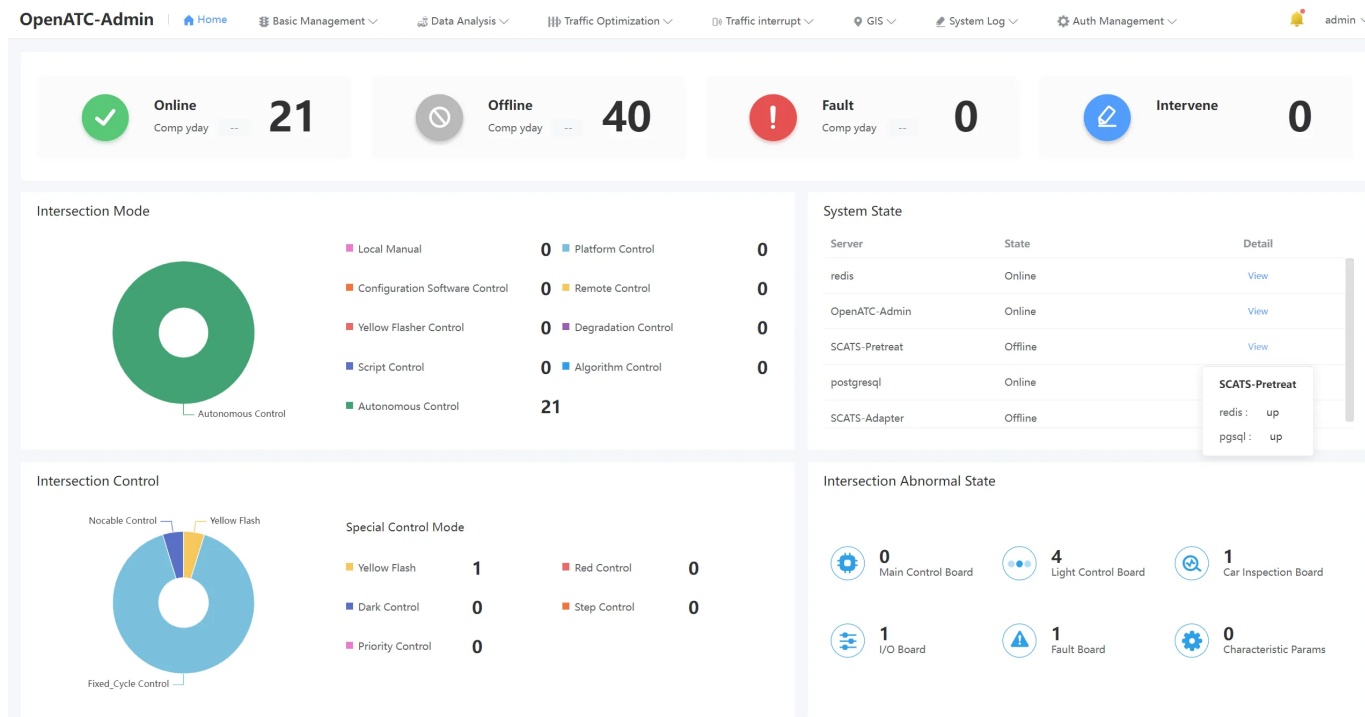 OpenATC-Admin Home Basic Management Data Analysis Traffic Optimization Traffic interrupt GIS System Log Auth Management admin
Online 21
Comp yday --
Offline 40
Comp yday --
Fault 0
Comp yday --
Intervene 0
Intersection Mode
Autonomous Control
Local Manual 0 Platform Control 0
Configuration Software Control 0 Remote Control 0
Yellow Flasher Control 0 Degradation Control 0
Script Control 0 Algorithm Control 0
Autonomous Control 21
System State
Server State Detail
redis Online View
OpenATC-Admin Online View
SCATS-Pretreat Offline View
postgresql Online
SCATS-Adapter Offline
SCATS-Pretreat
redis : up
pgsql : up
Intersection Control
Nocable Control Yellow Flash
Fixed_Cycle Control
Special Control Mode
Yellow Flash 1 Red Control 0
Dark Control 0 Step Control 0
Priority Control 0
Intersection Abnormal State
0
Main Control Board
4
Light Control Board
1
Car Inspection Board
1
I/O Board
1
Fault Board
0
Characteristic Params